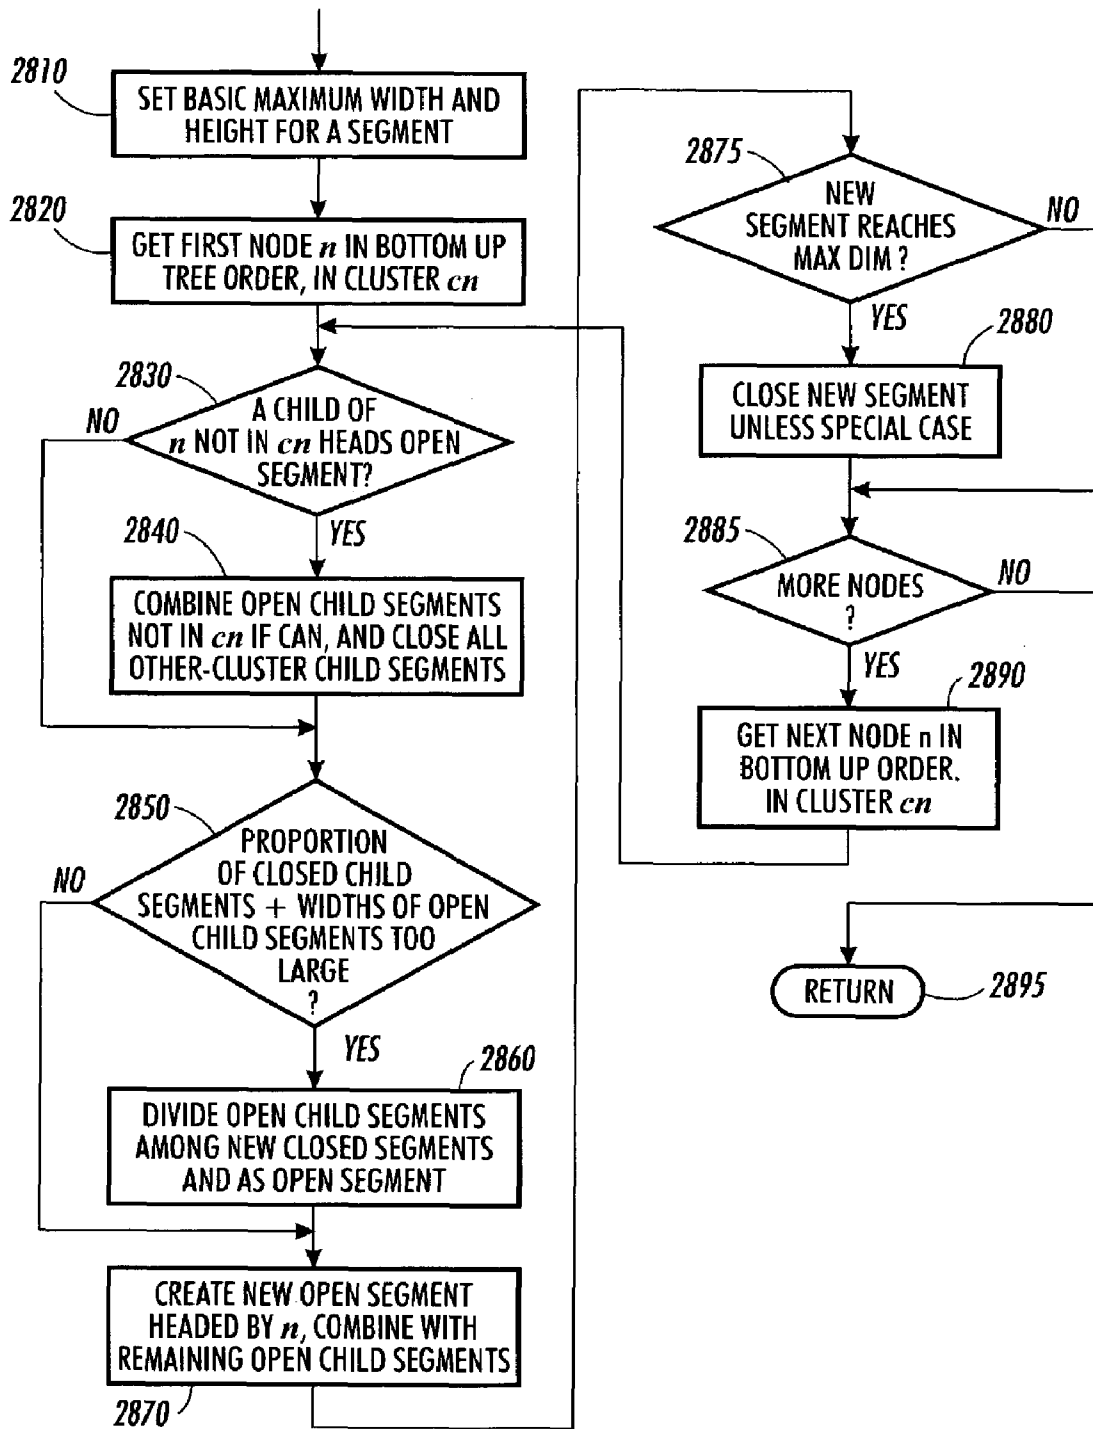 2810
SET BASIC MAXIMUM WIDTH AND
HEIGHT FOR A SEGMENT
2820
GET FIRST NODE n IN BOTTOM UP
TREE ORDER, IN CLUSTER cn
2830
NO
A CHILD OF
n NOT IN cn HEADS OPEN
SEGMENT?
YES
2840
COMBINE OPEN CHILD SEGMENTS
NOT IN cn IF CAN, AND CLOSE ALL
OTHER-CLUSTER CHILD SEGMENTS
2850
NO
PROPORTION
OF CLOSED CHILD
SEGMENTS + WIDTHS OF OPEN
CHILD SEGMENTS TOO
LARGE
?
YES
2860
DIVIDE OPEN CHILD SEGMENTS
AMONG NEW CLOSED SEGMENTS
AND AS OPEN SEGMENT
CREATE NEW OPEN SEGMENT
HEADED BY n, COMBINE WITH
REMAINING OPEN CHILD SEGMENTS
2870
2875
NEW
SEGMENT REACHES
MAX DIM ?
NO
YES
2880
CLOSE NEW SEGMENT
UNLESS SPECIAL CASE
2885
MORE NODES
?
NO
YES
2890
GET NEXT NODE n IN
BOTTOM UP ORDER.
IN CLUSTER cn
RETURN
2895